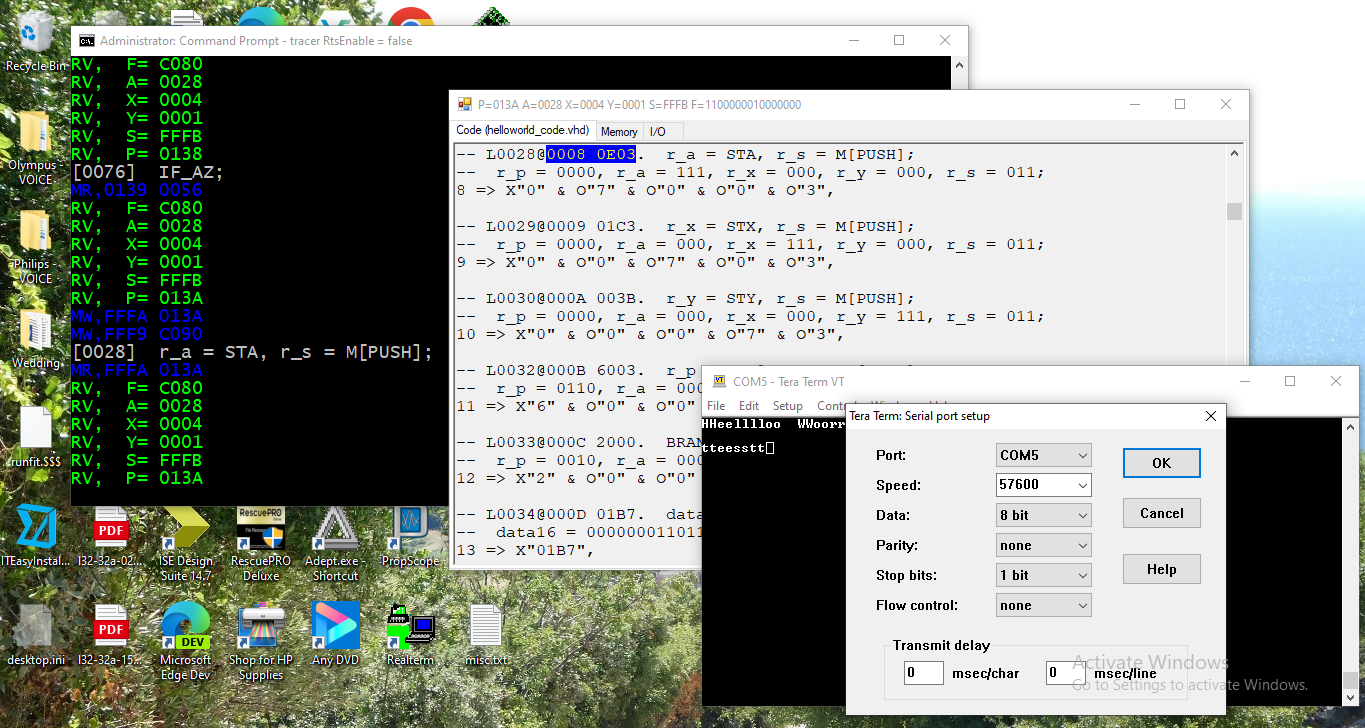 Administrator: Command Prompt - tracer RtsEnable = false
RV,  F= C080
RV,  A= 0028
RV,  X= 0004
RV,  Y= 0001
RV,  S= FFFB
RV,  P= 0138
[0076]  IF_AZ;
MR,0139 0056
RV,  F= C080
RV,  A= 0028
RV,  X= 0004
RV,  Y= 0001
RV,  S= FFFB
RV,  P= 013A
MW,FFFA 013A
MW,FFF9 C090
[0028]  r_a = STA, r_s = M[PUSH];
MR,FFFA 013A
RV,  F= C080
RV,  A= 0028
RV,  X= 0004
RV,  Y= 0001
RV,  S= FFFB
RV,  P= 013A
P=013A A=0028 X=0004 Y=0001 S=FFFB F=1100000010000000
Code (helloworld_code.vhd) Memory I/O
-- L0028@0008 0E03.  r_a = STA, r_s = M[PUSH];
--  r_p = 0000, r_a = 111, r_x = 000, r_y = 000, r_s = 011;
8 => X"0" & O"7" & O"0" & O"0" & O"3",
-- L0029@0009 01C3.  r_x = STX, r_s = M[PUSH];
--  r_p = 0000, r_a = 000, r_x = 111, r_y = 000, r_s = 011;
9 => X"0" & O"0" & O"7" & O"0" & O"3",
-- L0030@000A 003B.  r_y = STY, r_s = M[PUSH];
--  r_p = 0000, r_a = 000, r_x = 000, r_y = 111, r_s = 011;
10 => X"0" & O"0" & O"0" & O"7" & O"3",
-- L0032@000B 6003.  r_p
--  r_p = 0110, r_a = 000
11 => X"6" & O"0" & O"0"
-- L0033@000C 2000.  BRAN
--  r_p = 0010, r_a = 000
12 => X"2" & O"0" & O"0"
-- L0034@000D 01B7.  data
--  data16 = 000000011011
13 => X"01B7",
COM5 - Tera Term VT
File Edit Setup
HHeelllloo  WWoorr
tteesstt
Tera Term: Serial port setup
Port: COM5 OK
Speed: 57600
Data: 8 bit Cancel
Parity: none
Stop bits: 1 bit Help
Flow control: none
Transmit delay
0 msec/char 0 msec/line
Activate Windows
Go to Settings to activate Windows.
Recycle Bin
Olympus - VOICE
Philips - VOICE
Wedding
runfit.$$$
ITEasyInstal...
PDF
I32-32a-02...
ISE Design Suite 14.7
RescuePRO
RescuePRO Deluxe
Adept.exe - Shortcut
PropScope
desktop.ini
PDF
I32-32a-15...
DEV
Microsoft Edge Dev
Shop for HP Supplies
Any DVD
Realterm
misc.txt